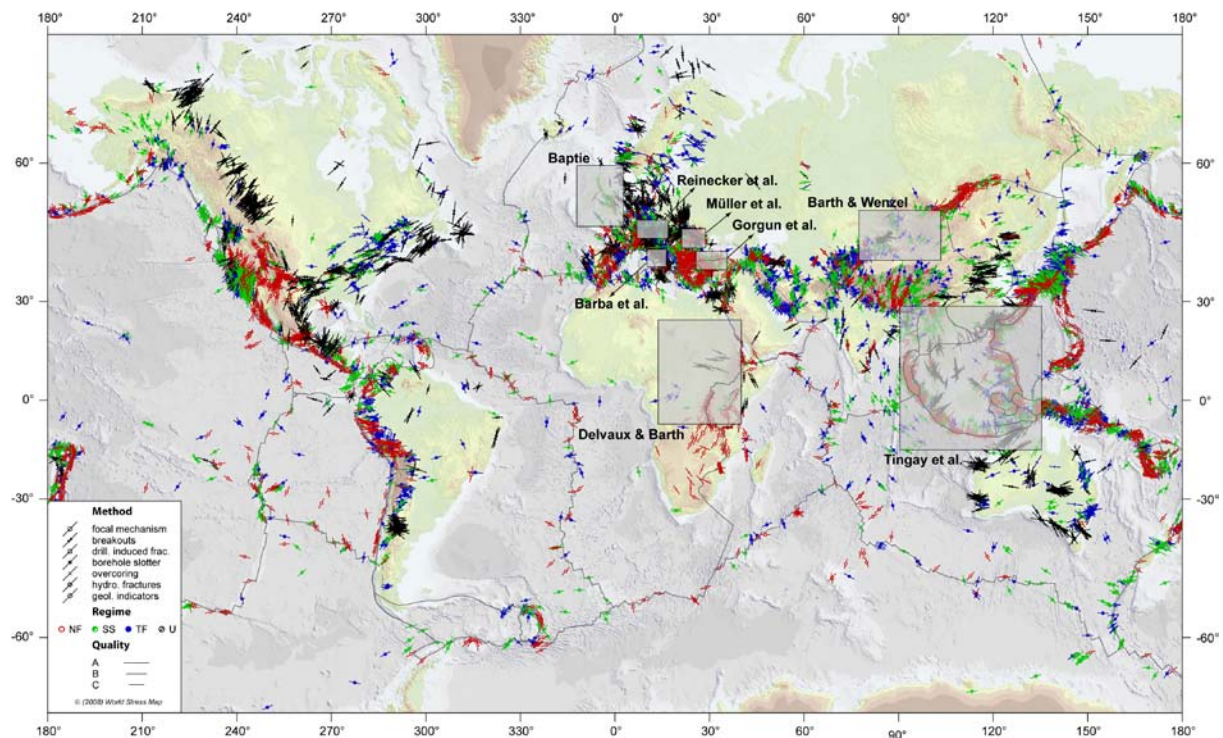 180° 210° 240° 270° 300° 330° 0° 30° 60° 90° 120° 150° 180°
60° 60°
Baptie
Reinecker et al.
Müller et al.
Barth & Wenzel
Gorgun et al.
30° 30°
Barba et al.
0° 0°
Delvaux & Barth
Tingay et al.
-30° -30°
Method
focal mechanism
breakouts
drill. induced frac.
borehole slotter
overcoring
hydro. fractures
geol. indicators
Regime
NF SS TF U
Quality
A
B
C
© (2008) World Stress Map
-60° -60°
180° 210° 240° 270° 300° 330° 0° 30° 60° 90° 120° 150° 180°